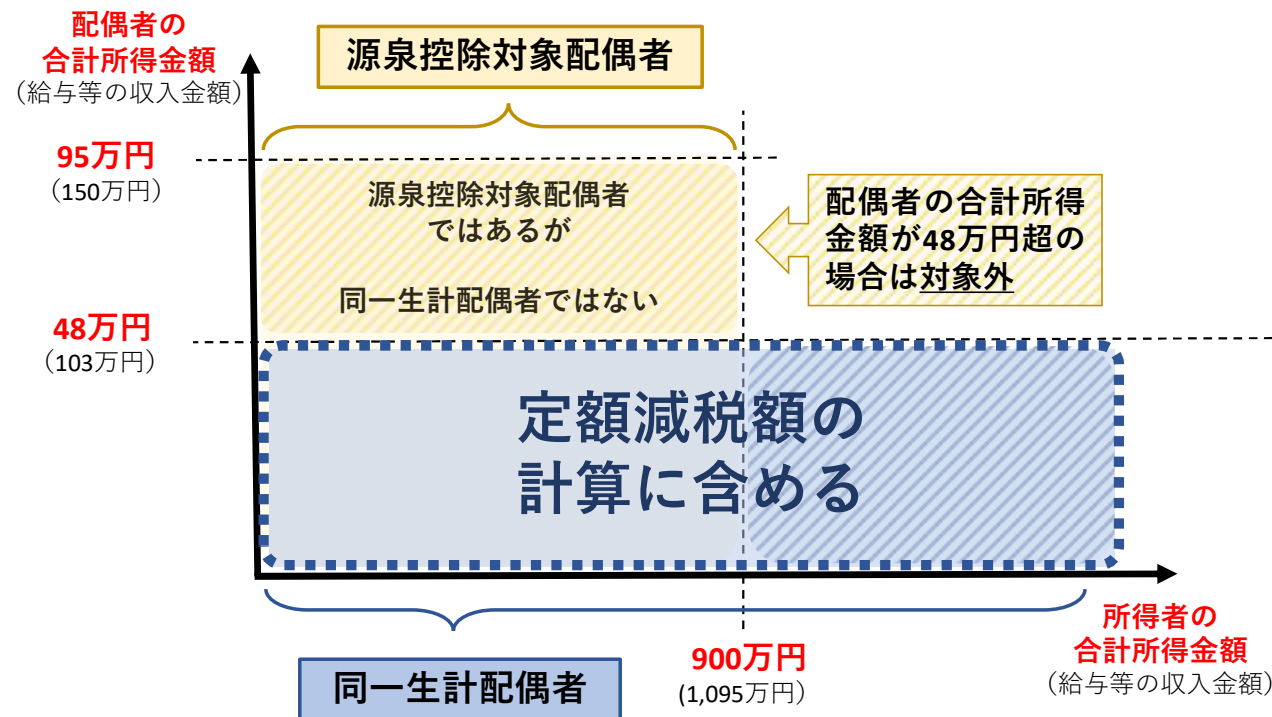 配偶者の
合計所得金額
（給与等の収入金額）
源泉控除対象配偶者
95万円
（150万円）
源泉控除対象配偶者
ではあるが
同一生計配偶者ではない
配偶者の合計所得
金額が48万円超の
場合は対象外
48万円
（103万円）
定額減税額の
計算に含める
所得者の
合計所得金額
（給与等の収入金額）
900万円
(1,095万円）
同一生計配偶者